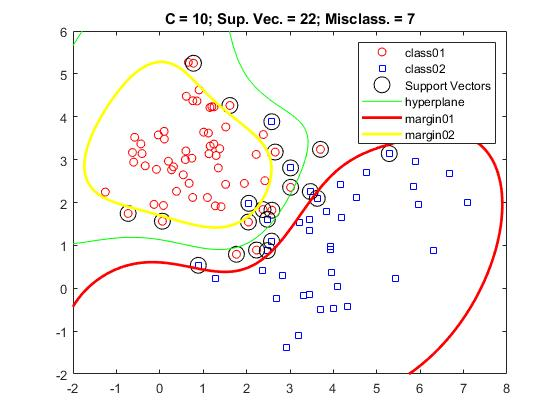 C = 10; Sup. Vec. = 22; Misclass. = 7
6
5
4
3
2
1
0
-1
-2
-2 -1 0 1 2 3 4 5 6 7 8
class01
class02
Support Vectors
hyperplane
margin01
margin02